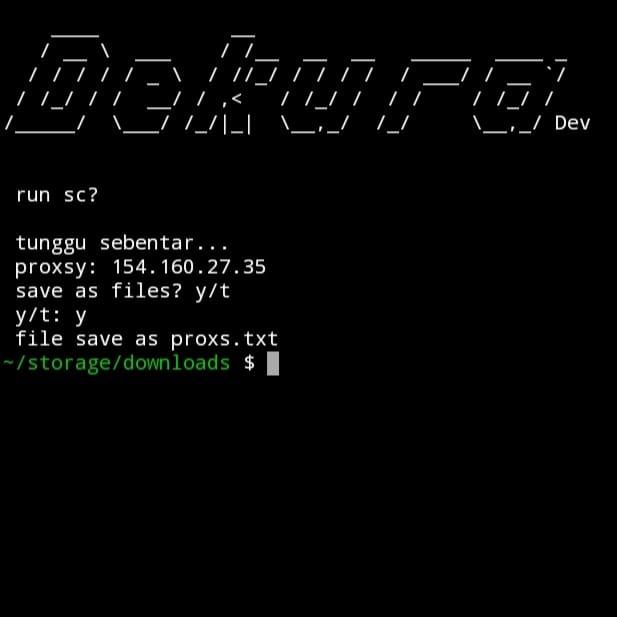 Dekura
Dev
run sc?
tunggu sebentar...
proxsy: 154.160.27.35
save as files? y/t
y/t: y
file save as proxs.txt
~/storage/downloads $